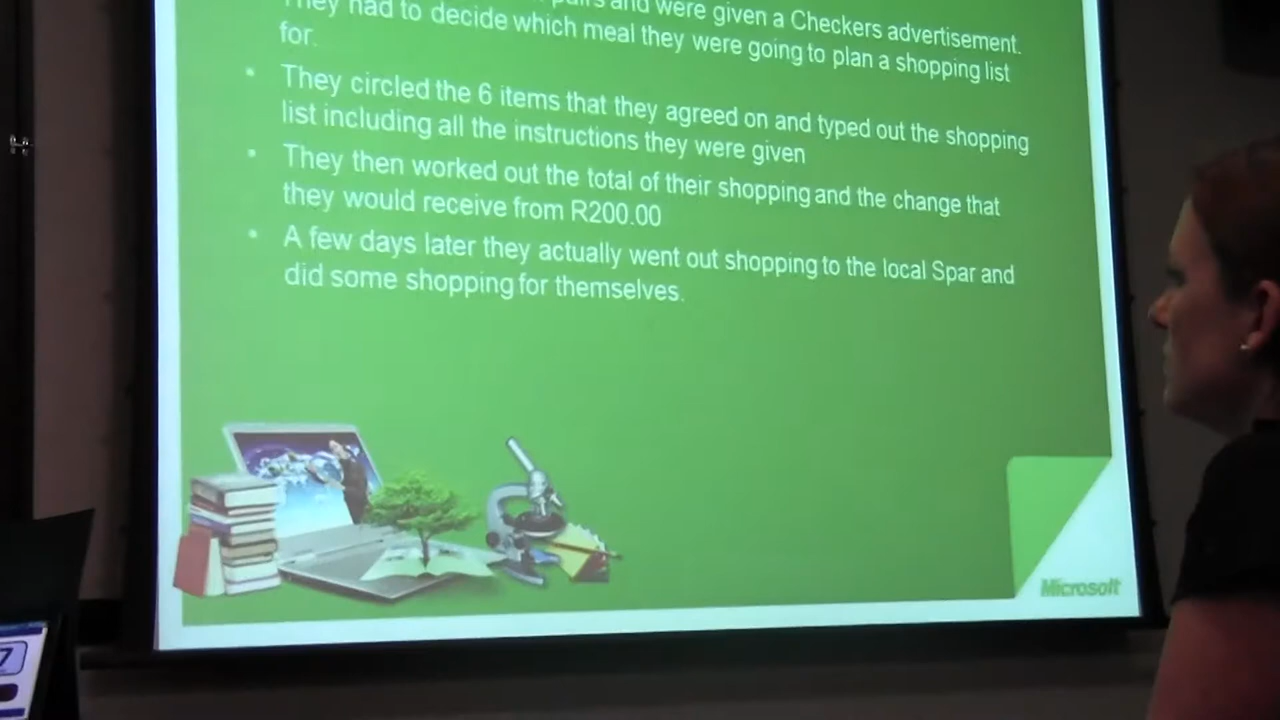 and were given a Checkers advertisement.
They had to decide which meal they were going to plan a shopping list
for.
• They circled the 6 items that they agreed on and typed out the shopping
list including all the instructions they were given
• They then worked out the total of their shopping and the change that
they would receive from R200.00
• A few days later they actually went out shopping to the local Spar and
did some shopping for themselves.
Microsoft
7